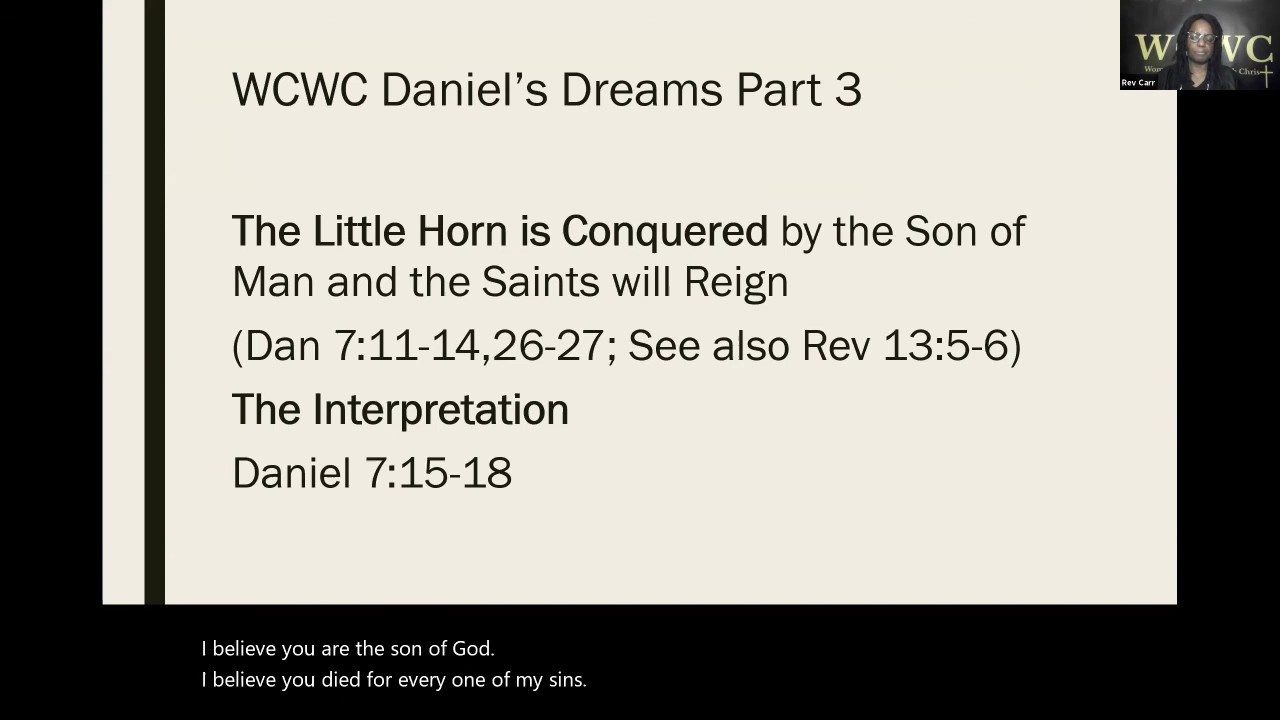 WCWC Daniel’s Dreams Part 3
The Little Horn is Conquered by the Son of
Man and the Saints will Reign
(Dan 7:11-14,26-27; See also Rev 13:5-6)
The Interpretation
Daniel 7:15-18
Rev Carr
I believe you are the son of God.
I believe you died for every one of my sins.